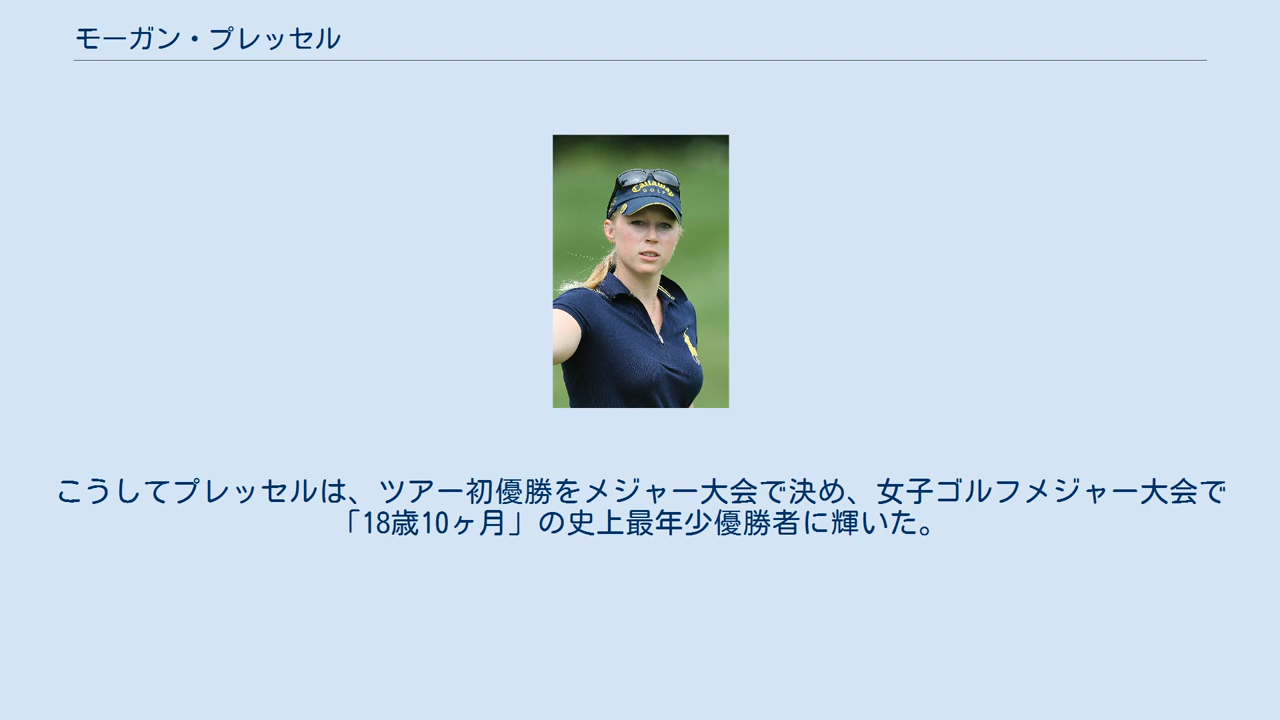 モーガン・プレッセル
Callaway
GOLF
こうしてプレッセルは、ツアー初優勝をメジャー大会で決め、女子ゴルフメジャー大会で
「18歳10ヶ月」の史上最年少優勝者に輝いた。